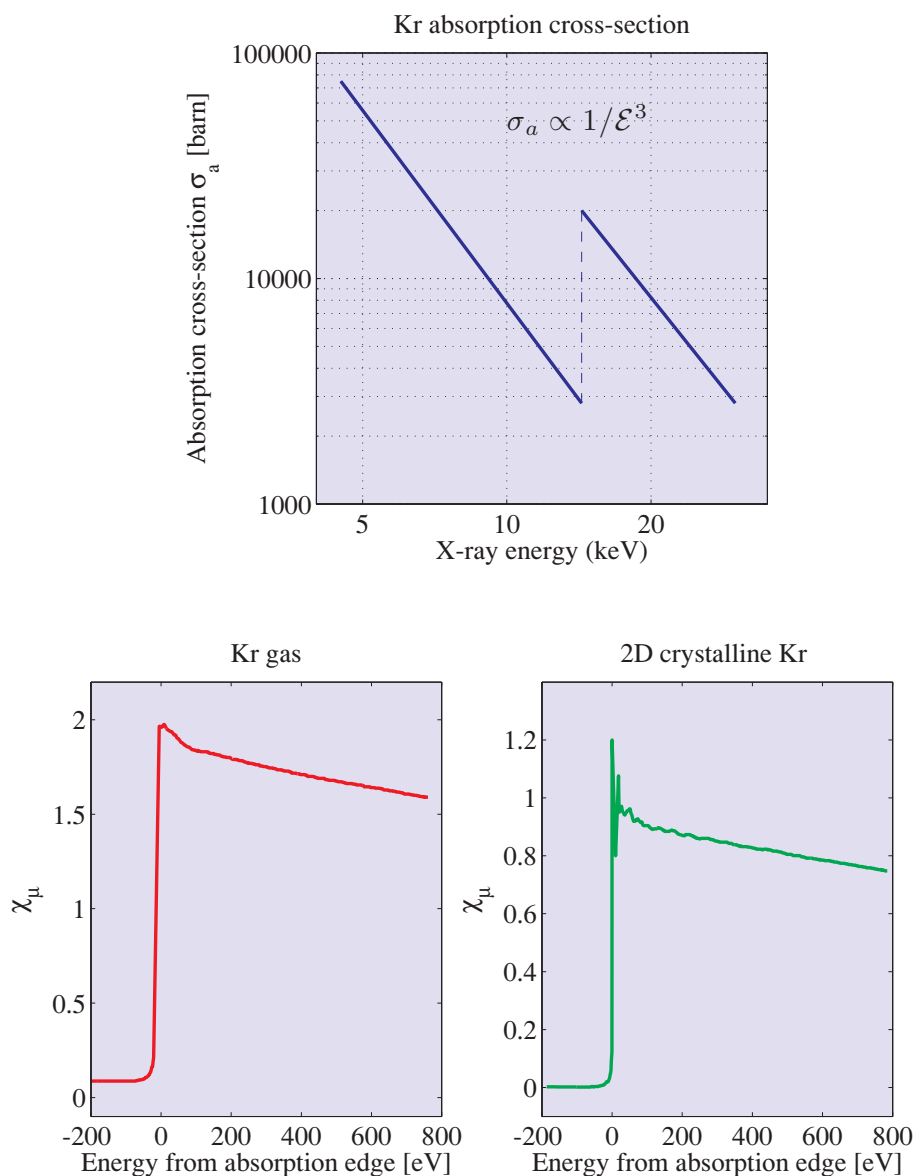 Kr absorption cross-section
100000
10000
1000
Absorption cross-section σa [barn]
σa ∝ 1/ℰ³
5 10 20
X-ray energy (keV)
Kr gas
2
1.5
1
0.5
0
χμ
-200 0 200 400 600 800
Energy from absorption edge [eV]
2D crystalline Kr
1.2
1
0.8
0.6
0.4
0.2
0
χμ
-200 0 200 400 600 800
Energy from absorption edge [eV]